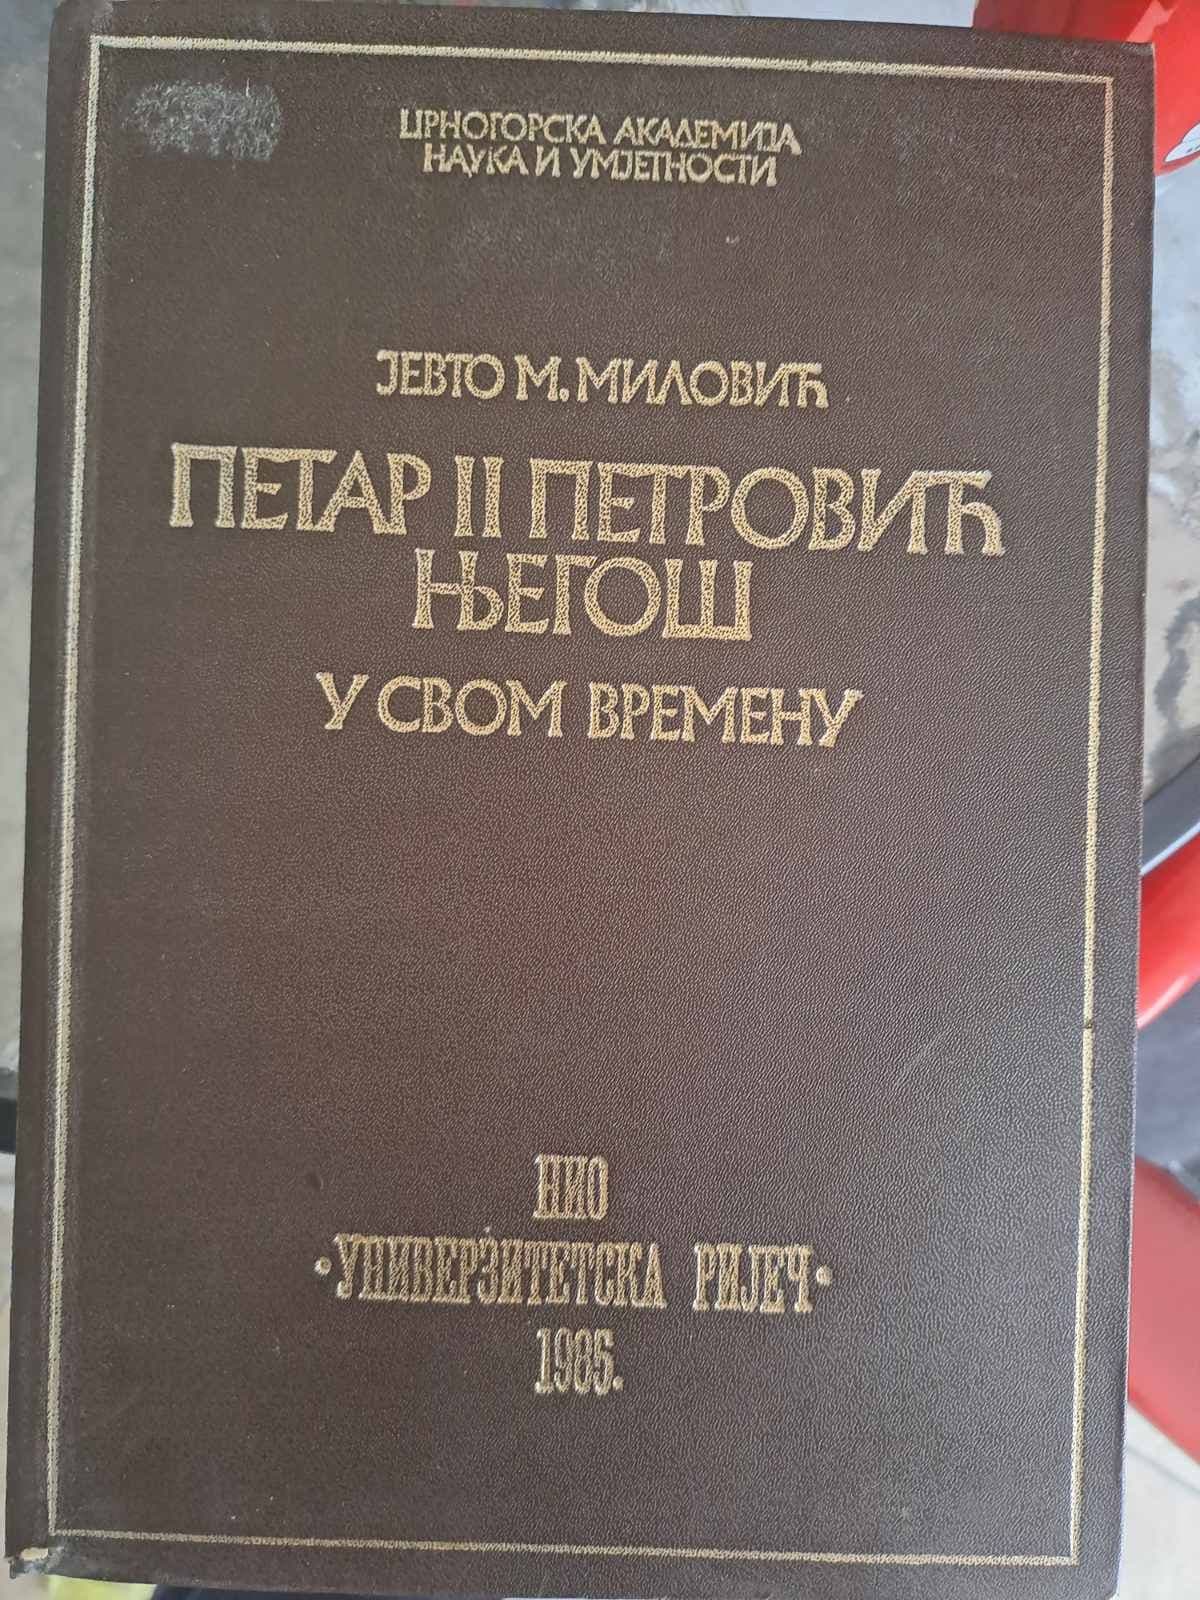 ЦРНОГОРСКА АКАДЕМИЈА
НАУКА И УМЈЕТНОСТИ
ЈЕВТО М. МИЛОВИЋ
ПЕТАР II ПЕТРОВИЋ
ЊЕГОШ
У СВОМ ВРЕМЕНУ
НИО
•УНИВЕРЗИТЕТСКА РИЈЕЧ•
1985.